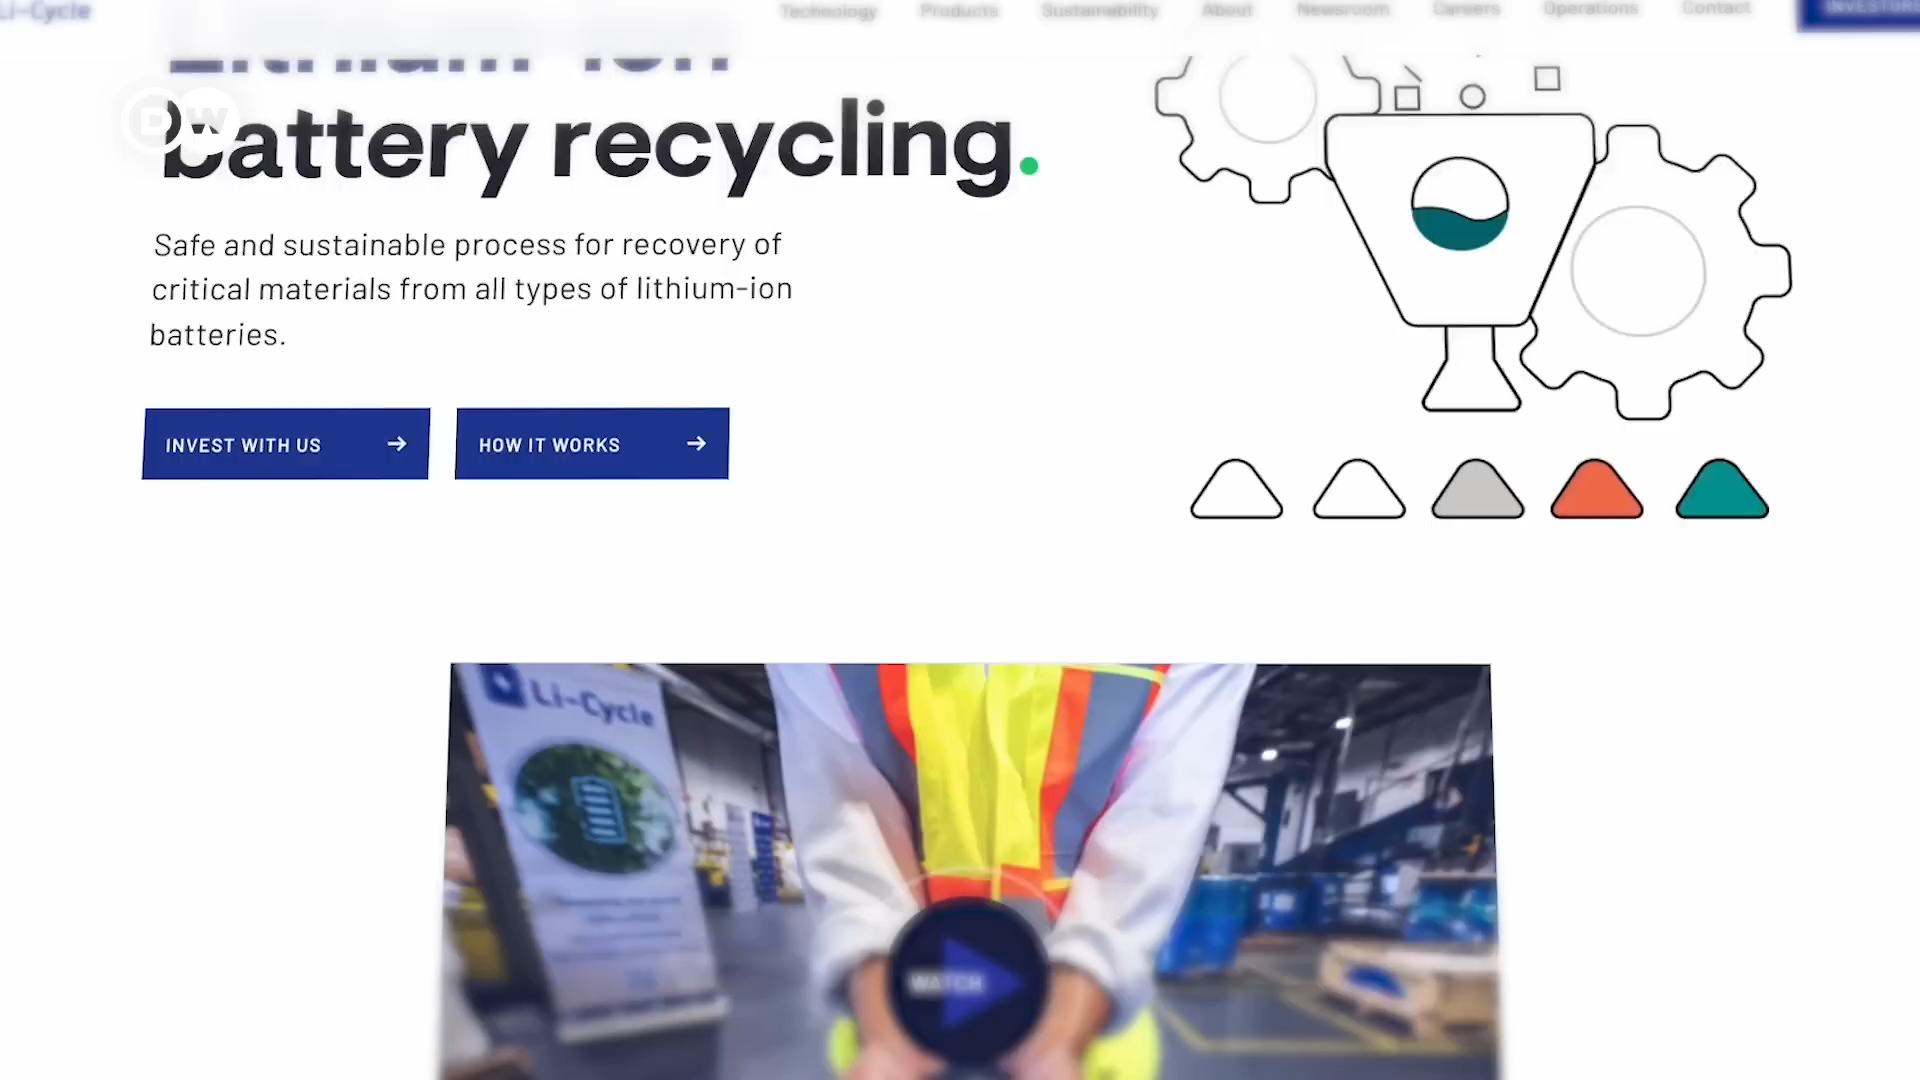 Li-Cycle
Technology Products Sustainability About Newsroom Careers Operations Contact INVESTORS
Lithium-ion
DW
battery recycling.
Safe and sustainable process for recovery of
critical materials from all types of lithium-ion
batteries.
INVEST WITH US →
HOW IT WORKS →
Li-Cycle
WATCH